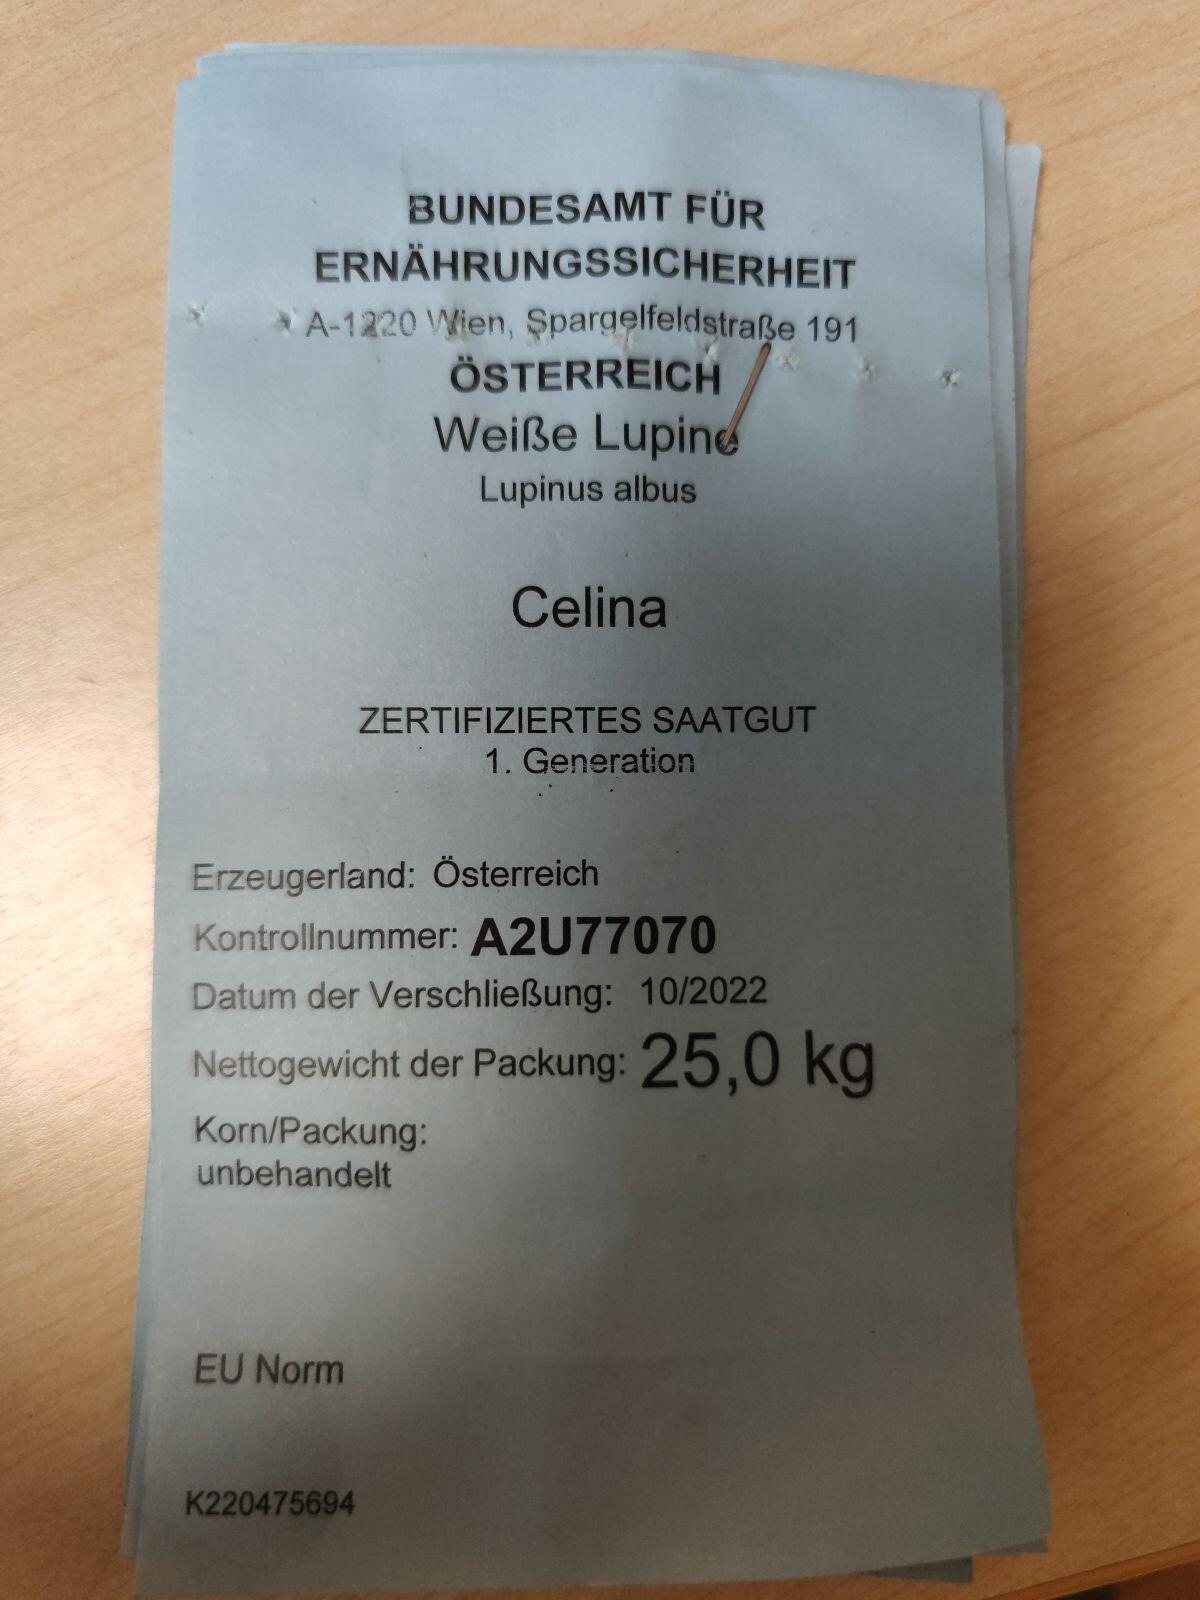 BUNDESAMT FÜR
ERNÄHRUNGSSICHERHEIT
A-1220 Wien, Spargelfeldstraße 191
ÖSTERREICH
Weiße Lupine
Lupinus albus
Celina
ZERTIFIZIERTES SAATGUT
1. Generation
Erzeugerland: Österreich
Kontrollnummer: A2U77070
Datum der Verschließung: 10/2022
Nettogewicht der Packung: 25,0 kg
Korn/Packung:
unbehandelt
EU Norm
K220475694